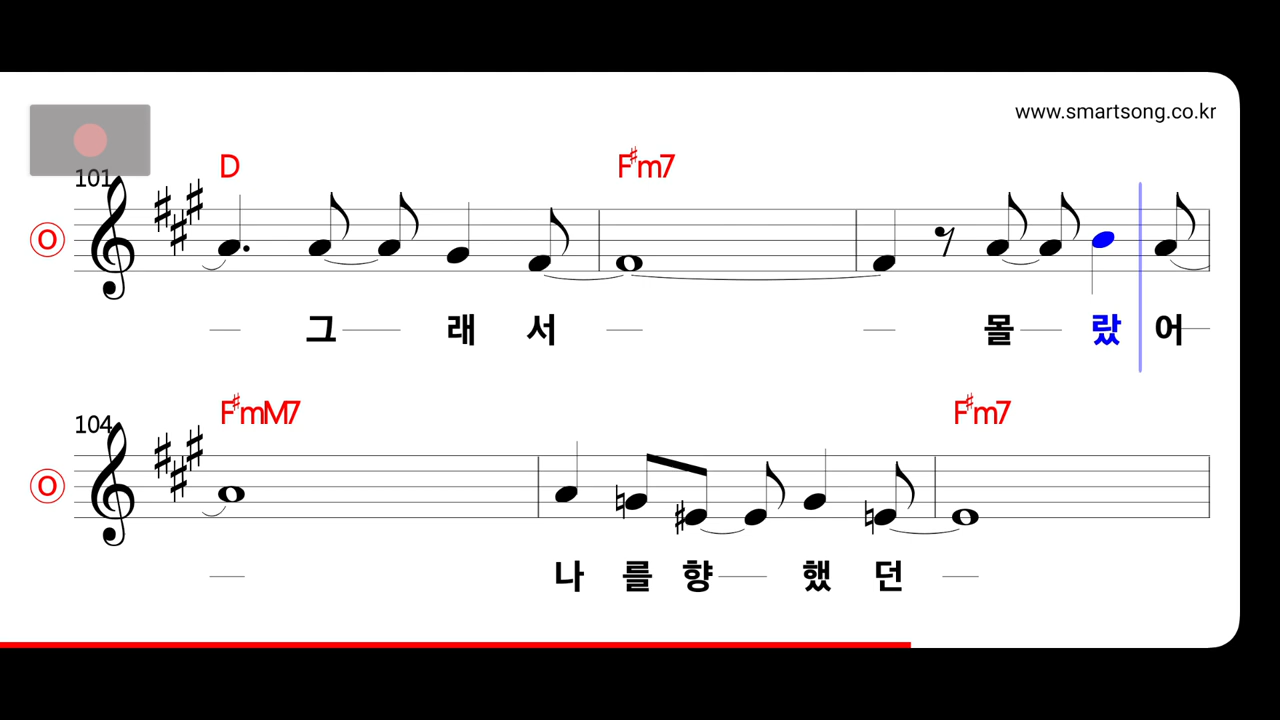 www.smartsong.co.kr
101
D F♯m7
O
그 래 서 몰 랐 어
104
F♯mM7 F♯m7
O
나 를 향 했 던